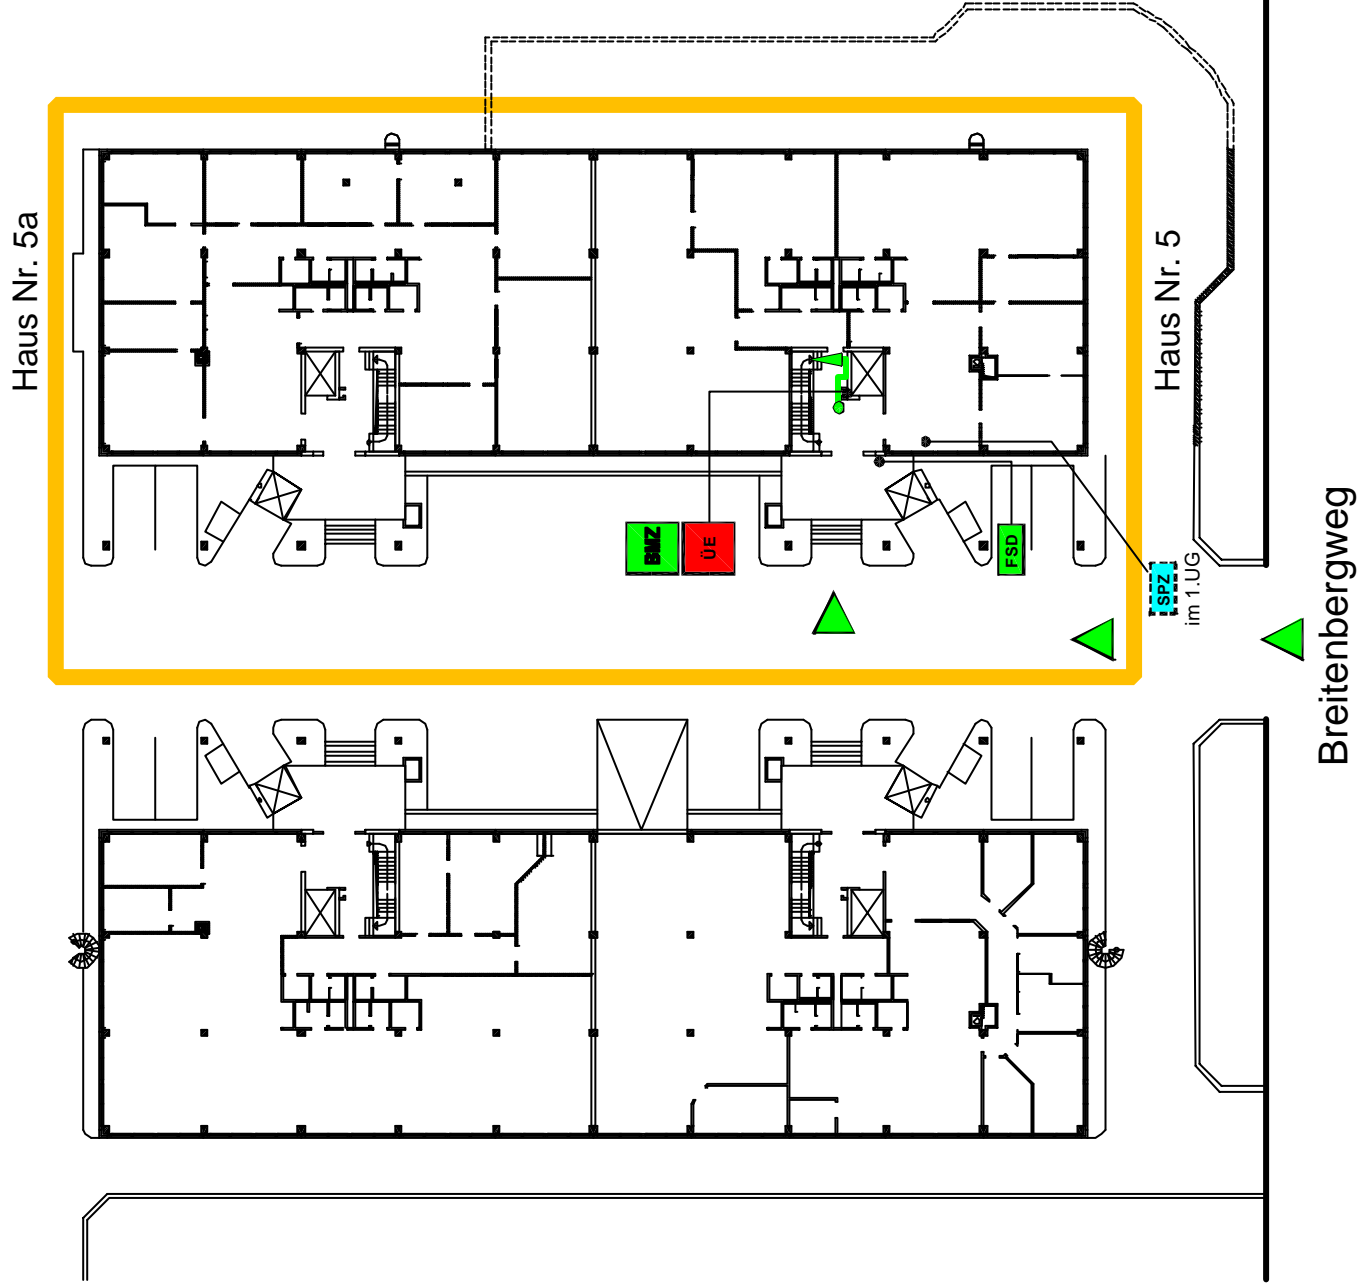 Haus Nr. 5a
Haus Nr. 5
BMZ
ÜE
FSD
SPZ
im 1.UG
Breitenbergweg